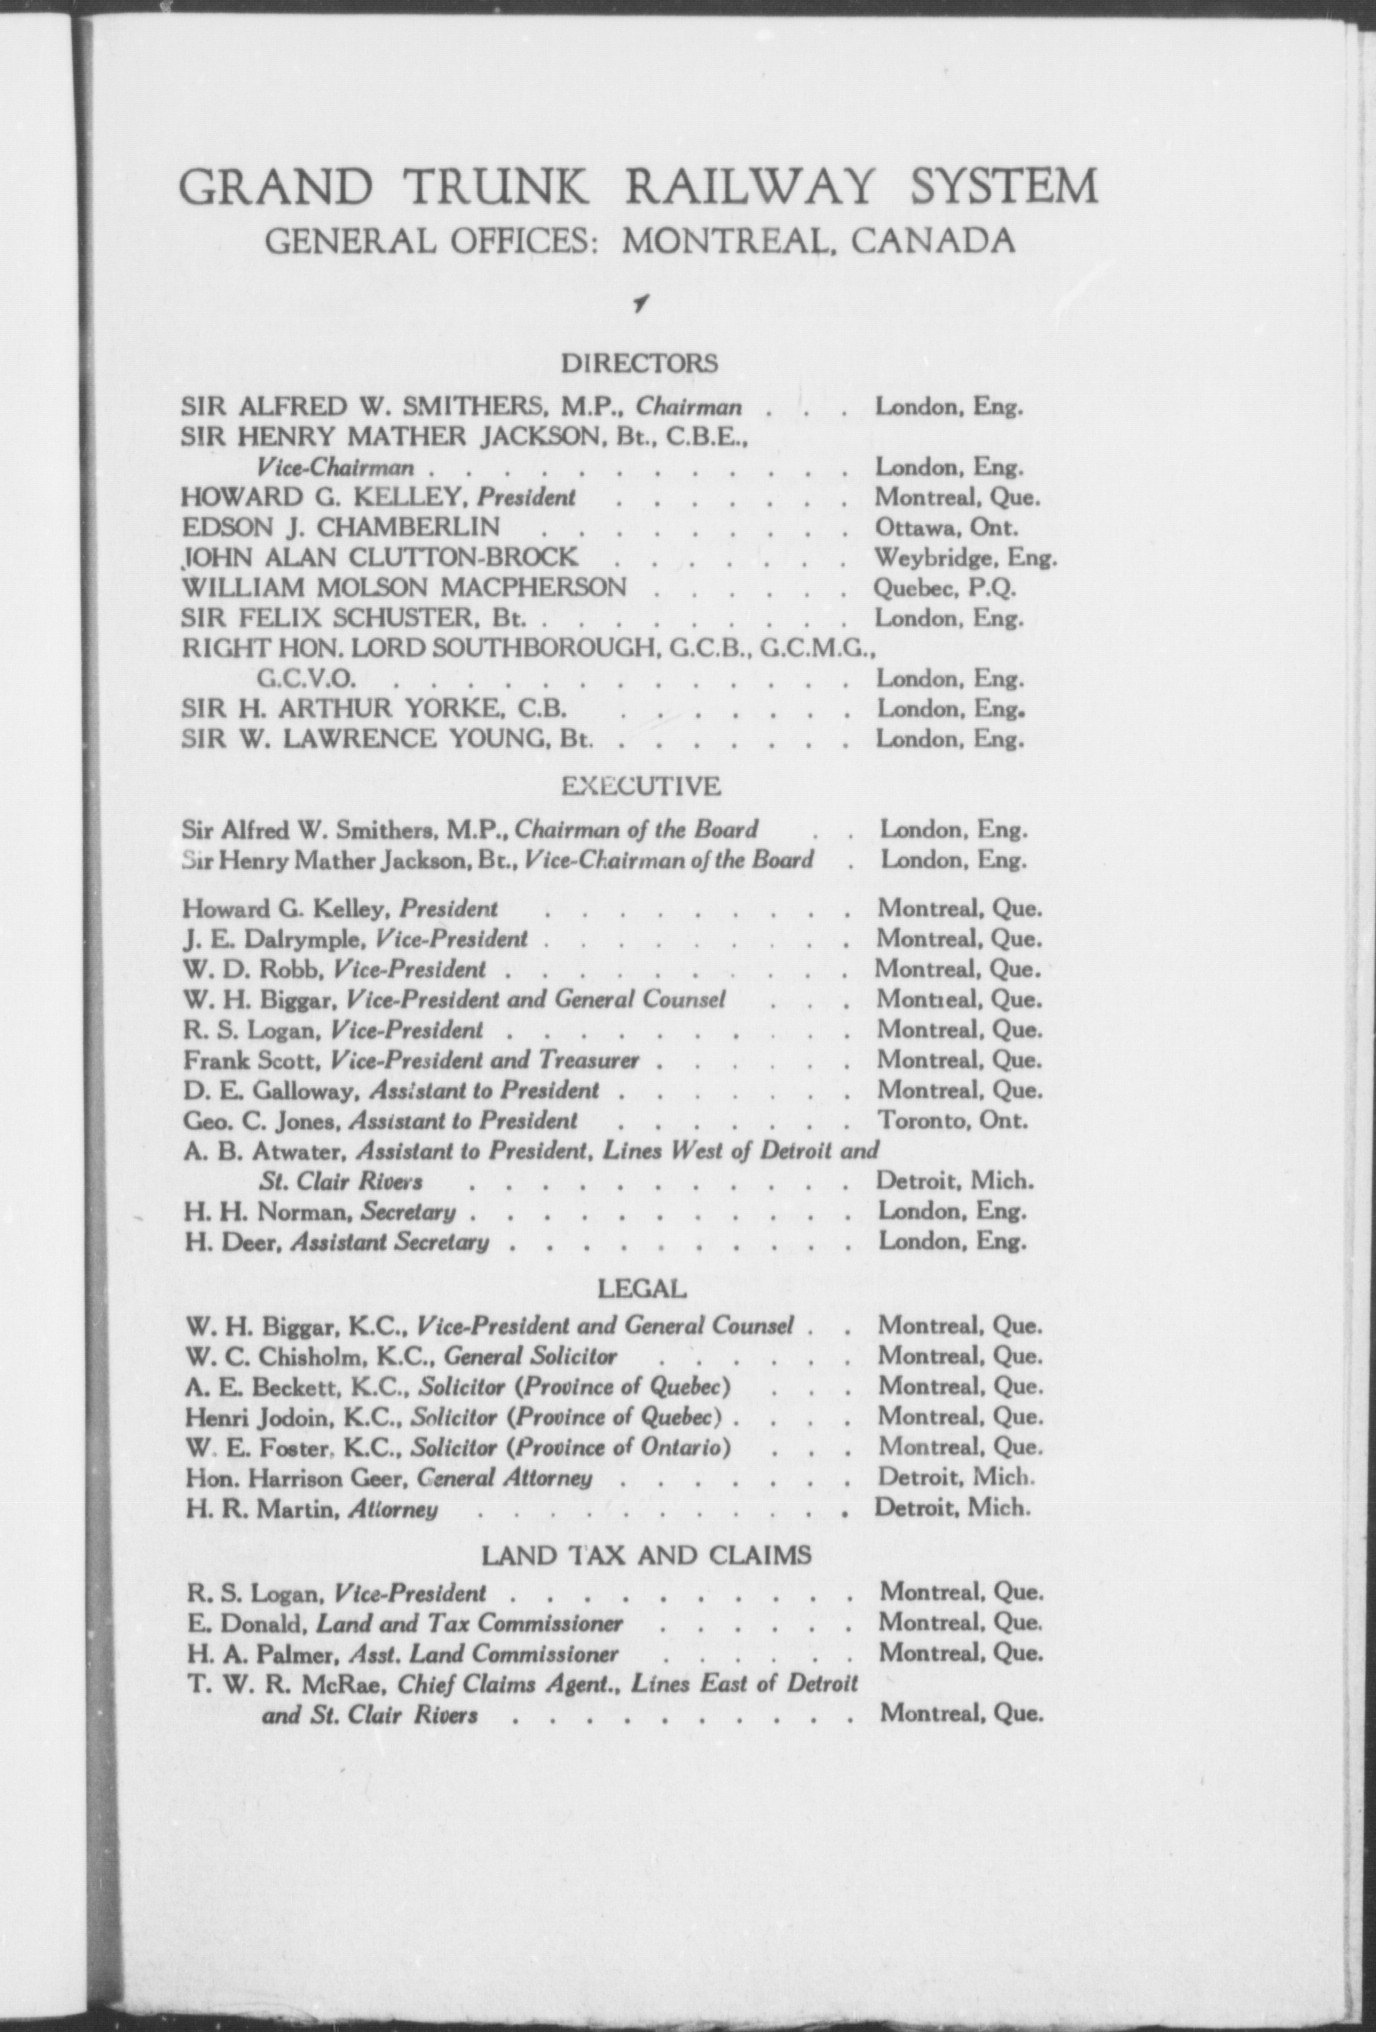 GRAND TRUNK RAILWAY SYSTEM
GENERAL OFFICES: MONTREAL, CANADA
DIRECTORS
SIR ALFRED W. SMITHERS, M.P., Chairman . . . London, Eng.
SIR HENRY MATHER JACKSON, Bt., C.B.E.,
Vice-Chairman . . . . . . . . . . . . London, Eng.
HOWARD G. KELLEY, President . . . . . . . Montreal, Que.
EDSON J. CHAMBERLIN . . . . . . . . . Ottawa, Ont.
JOHN ALAN CLUTTON-BROCK . . . . . . . Weybridge, Eng.
WILLIAM MOLSON MACPHERSON . . . . . . Quebec, P.Q.
SIR FELIX SCHUSTER, Bt. . . . . . . . . . London, Eng.
RIGHT HON. LORD SOUTHBOROUGH, G.C.B., G.C.M.G.,
G.C.V.O. . . . . . . . . . . . . . London, Eng.
SIR H. ARTHUR YORKE, C.B. . . . . . . . London, Eng.
SIR W. LAWRENCE YOUNG, Bt. . . . . . . . London, Eng.
EXECUTIVE
Sir Alfred W. Smithers, M.P., Chairman of the Board . . London, Eng.
Sir Henry Mather Jackson, Bt., Vice-Chairman of the Board . London, Eng.
Howard G. Kelley, President . . . . . . . . . Montreal, Que.
J. E. Dalrymple, Vice-President . . . . . . . . . Montreal, Que.
W. D. Robb, Vice-President . . . . . . . . . . Montreal, Que.
W. H. Biggar, Vice-President and General Counsel . . . Montreal, Que.
R. S. Logan, Vice-President . . . . . . . . . . Montreal, Que.
Frank Scott, Vice-President and Treasurer . . . . . . Montreal, Que.
D. E. Galloway, Assistant to President . . . . . . . Montreal, Que.
Geo. C. Jones, Assistant to President . . . . . . . Toronto, Ont.
A. B. Atwater, Assistant to President, Lines West of Detroit and
St. Clair Rivers . . . . . . . . . . . Detroit, Mich.
H. H. Norman, Secretary . . . . . . . . . . . London, Eng.
H. Deer, Assistant Secretary . . . . . . . . . . London, Eng.
LEGAL
W. H. Biggar, K.C., Vice-President and General Counsel . . Montreal, Que.
W. C. Chisholm, K.C., General Solicitor . . . . . . Montreal, Que.
A. E. Beckett, K.C., Solicitor (Province of Quebec) . . . Montreal, Que.
Henri Jodoin, K.C., Solicitor (Province of Quebec) . . . . Montreal, Que.
W. E. Foster, K.C., Solicitor (Province of Ontario) . . . Montreal, Que.
Hon. Harrison Geer, General Attorney . . . . . . . Detroit, Mich.
H. R. Martin, Attorney . . . . . . . . . . . Detroit, Mich.
LAND TAX AND CLAIMS
R. S. Logan, Vice-President . . . . . . . . . . Montreal, Que.
E. Donald, Land and Tax Commissioner . . . . . . Montreal, Que.
H. A. Palmer, Asst. Land Commissioner . . . . . . Montreal, Que.
T. W. R. McRae, Chief Claims Agent., Lines East of Detroit
and St. Clair Rivers . . . . . . . . . . Montreal, Que.